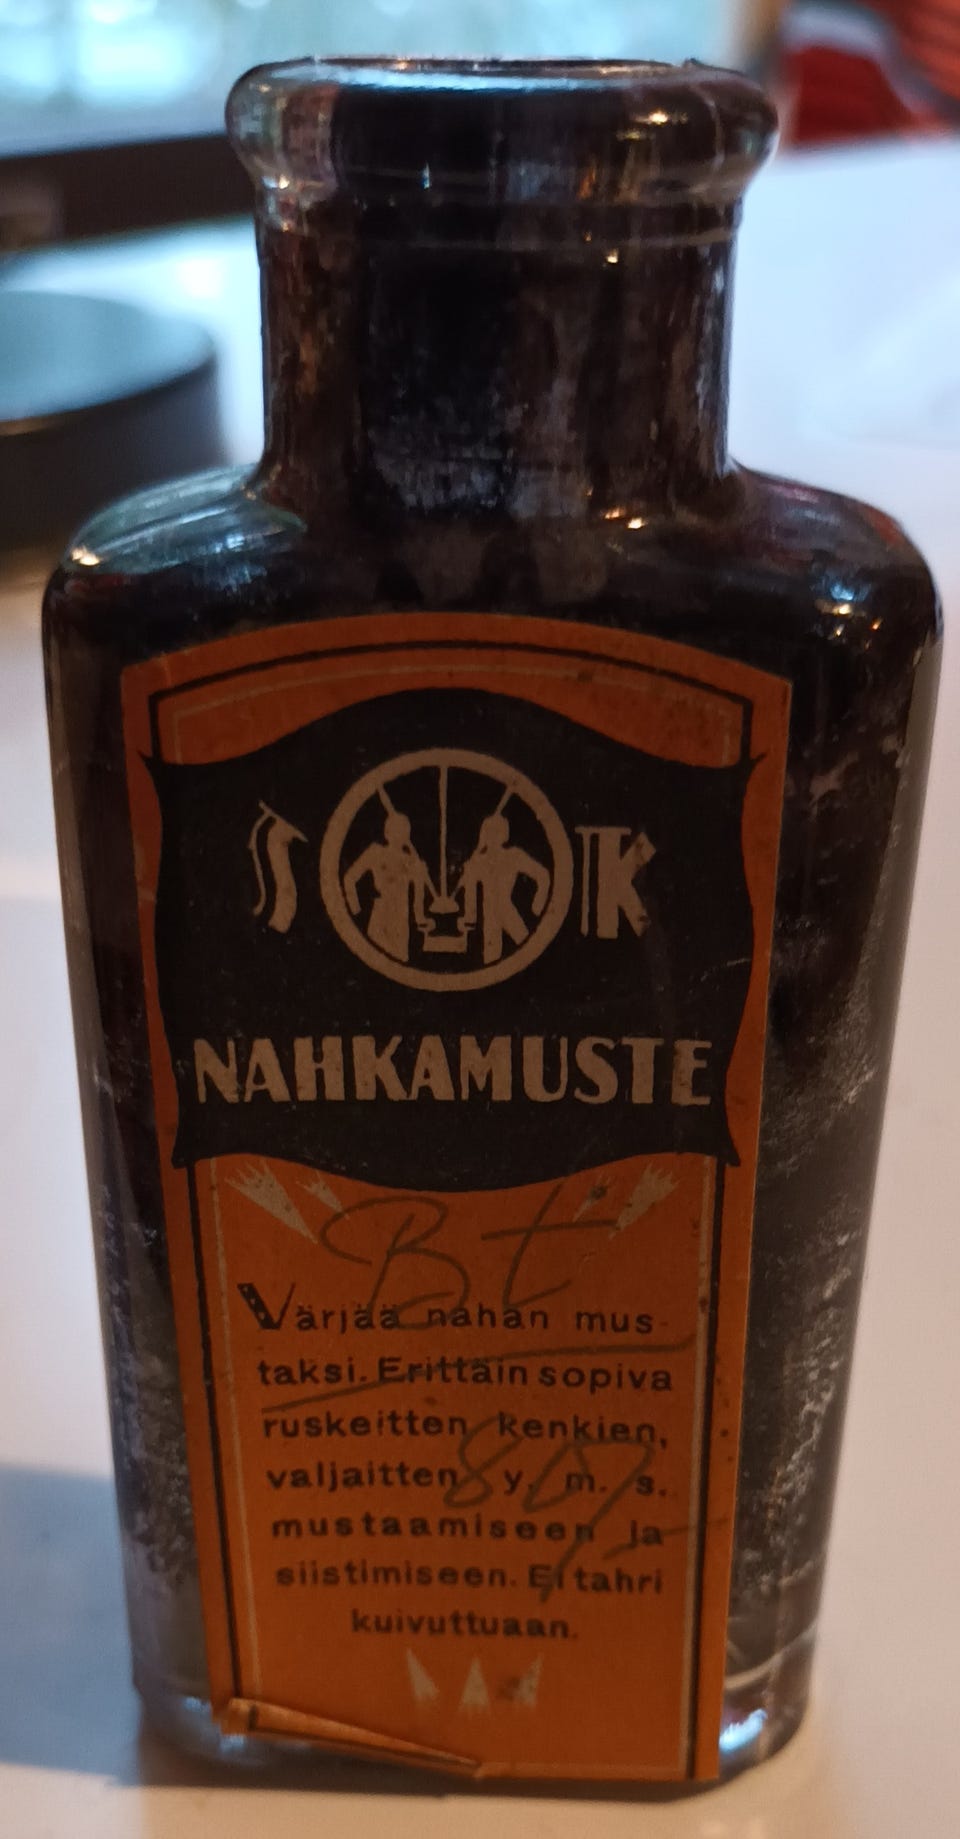 S K
NAHKAMUSTE
Bt
Värjää nahan mus-
taksi. Erittäin sopiva
ruskeitten kenkien,
valjaitten y. m. s.
mustaamiseen ja
siistimiseen. Ei tahri
kuivuttuaan.